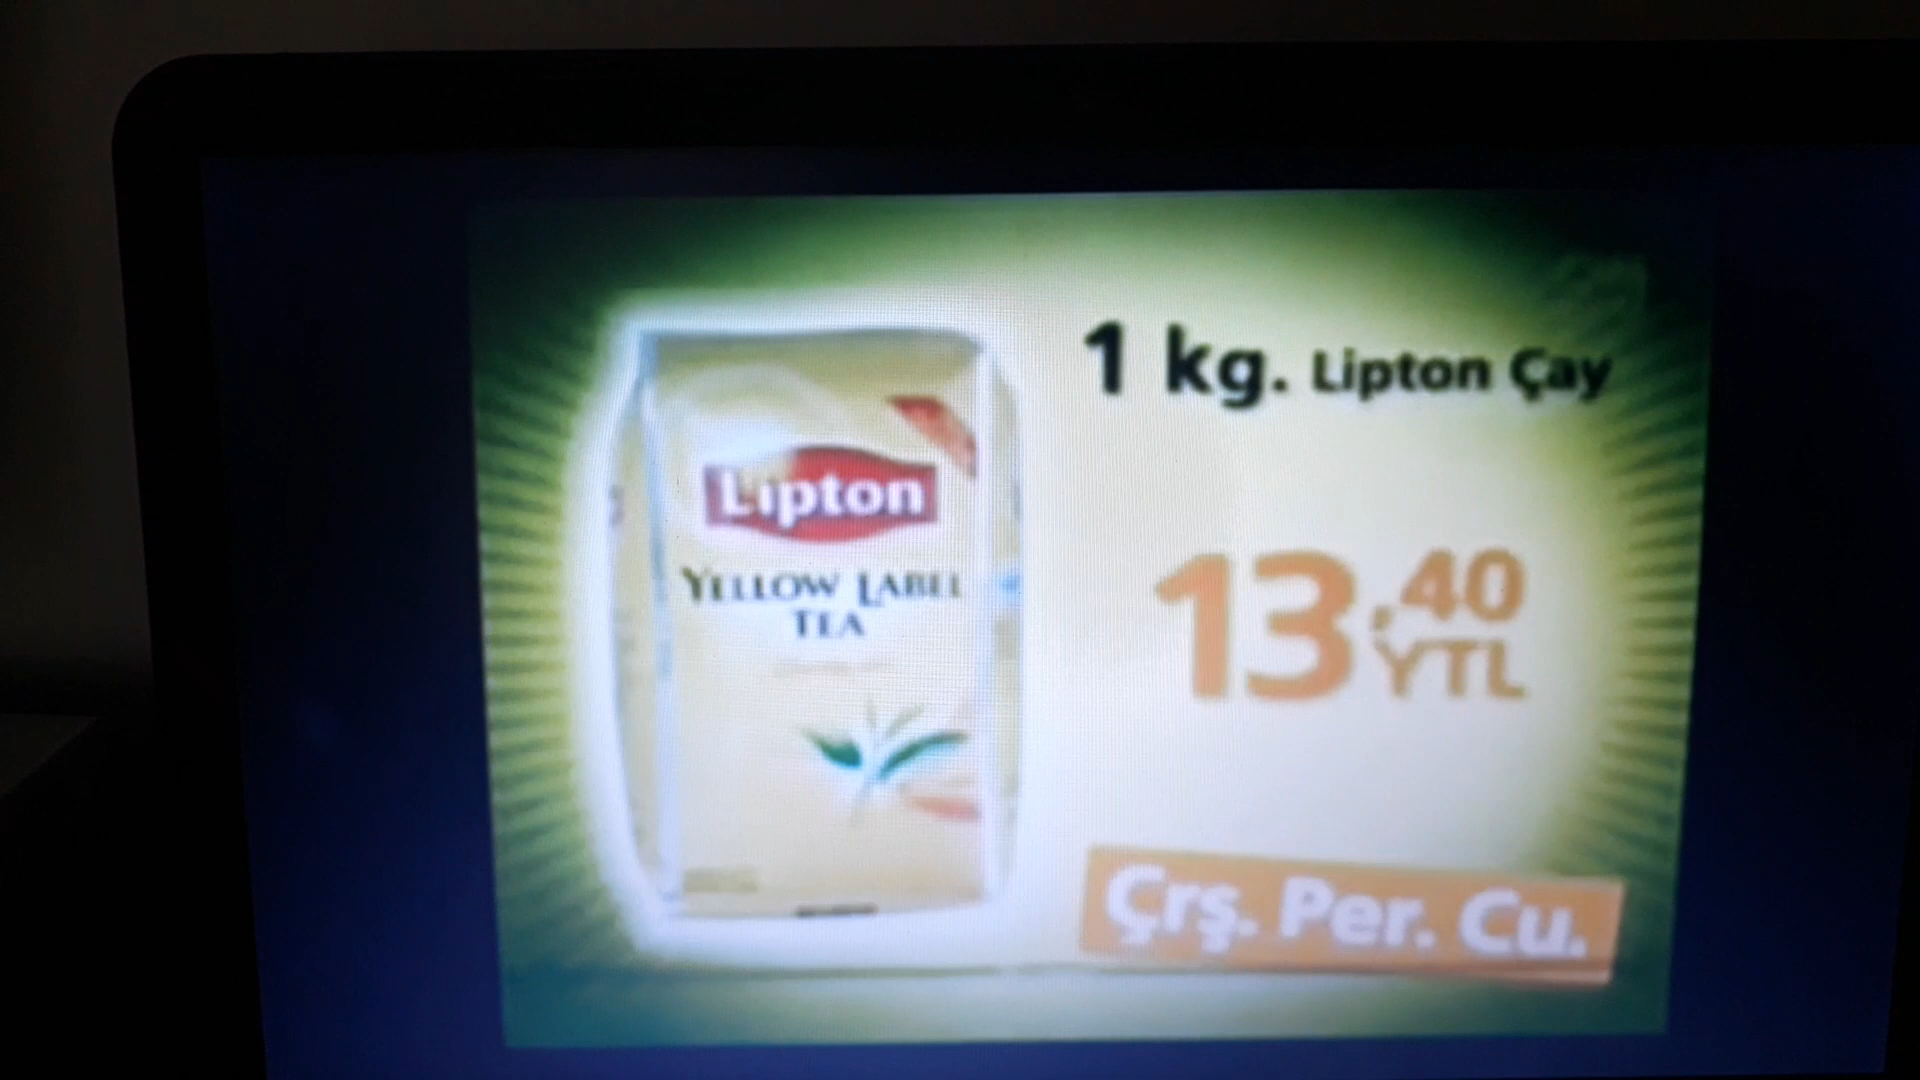 Lipton
YELLOW LABEL
TEA
1 kg. Lipton Çay
13,40
YTL
Çrş. Per. Cu.